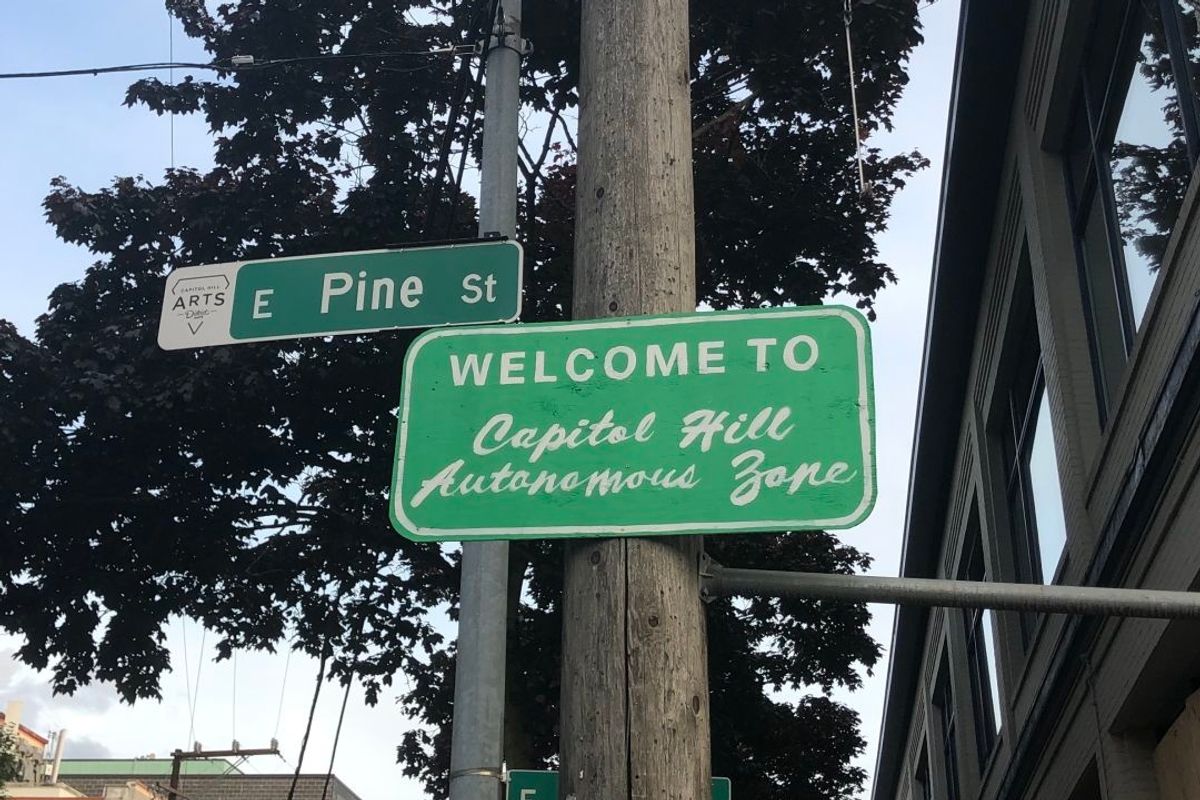 CAPITOL HILL
ARTS
District
E Pine St
WELCOME TO
Capitol Hill
Autonomous Zone
E